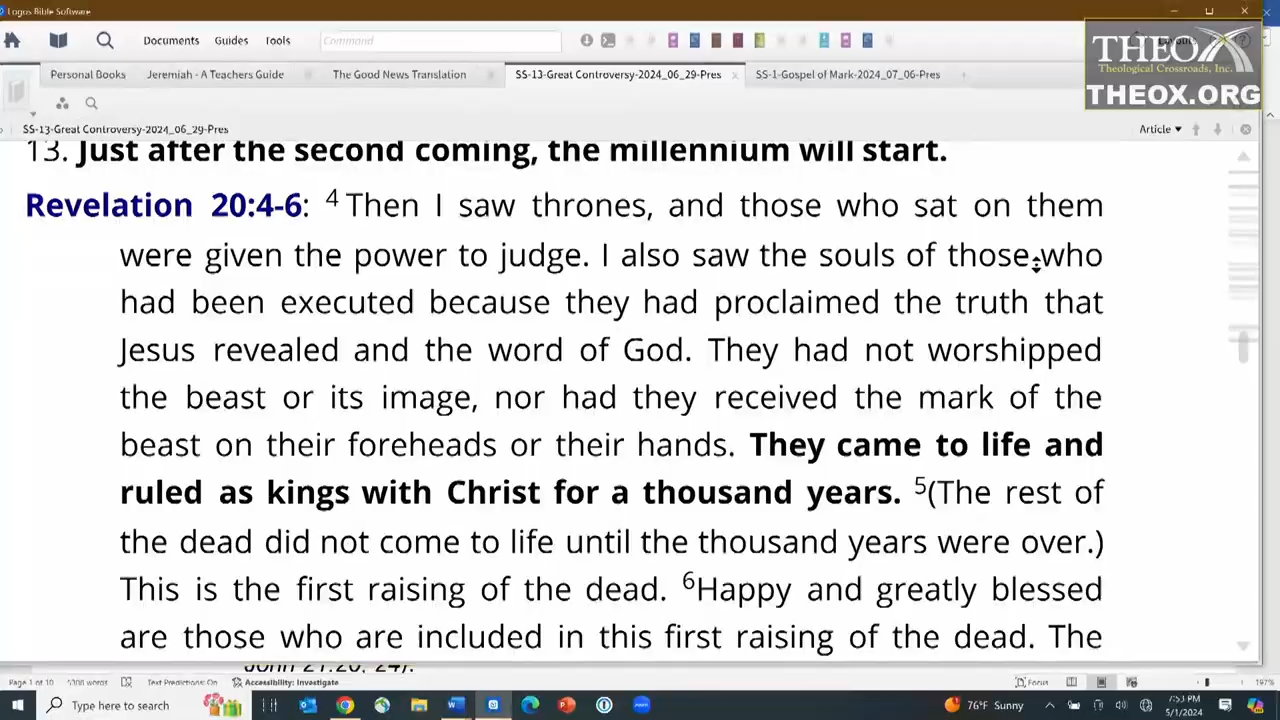 Logos Bible Software
Documents Guides Tools Command
THEOX
Theological Crossroads, Inc.
THEOX.ORG
Personal Books Jeremiah - A Teachers Guide The Good News Translation SS-13-Great Controversy-2024_06_29-Pres SS-1-Gospel of Mark-2024_07_06-Pres
SS-13-Great Controversy-2024_06_29-Pres Article
13. Just after the second coming, the millennium will start.
Revelation 20:4-6: 4 Then I saw thrones, and those who sat on them
were given the power to judge. I also saw the souls of those who
had been executed because they had proclaimed the truth that
Jesus revealed and the word of God. They had not worshipped
the beast or its image, nor had they received the mark of the
beast on their foreheads or their hands. They came to life and
ruled as kings with Christ for a thousand years. 5(The rest of
the dead did not come to life until the thousand years were over.)
This is the first raising of the dead. 6Happy and greatly blessed
are those who are included in this first raising of the dead. The
John 21:20, 24).
Page 1 of 10 words Text Predictions: On Accessibility: Investigate Focus 197%
Type here to search 76°F Sunny 7:53 PM
5/1/2024